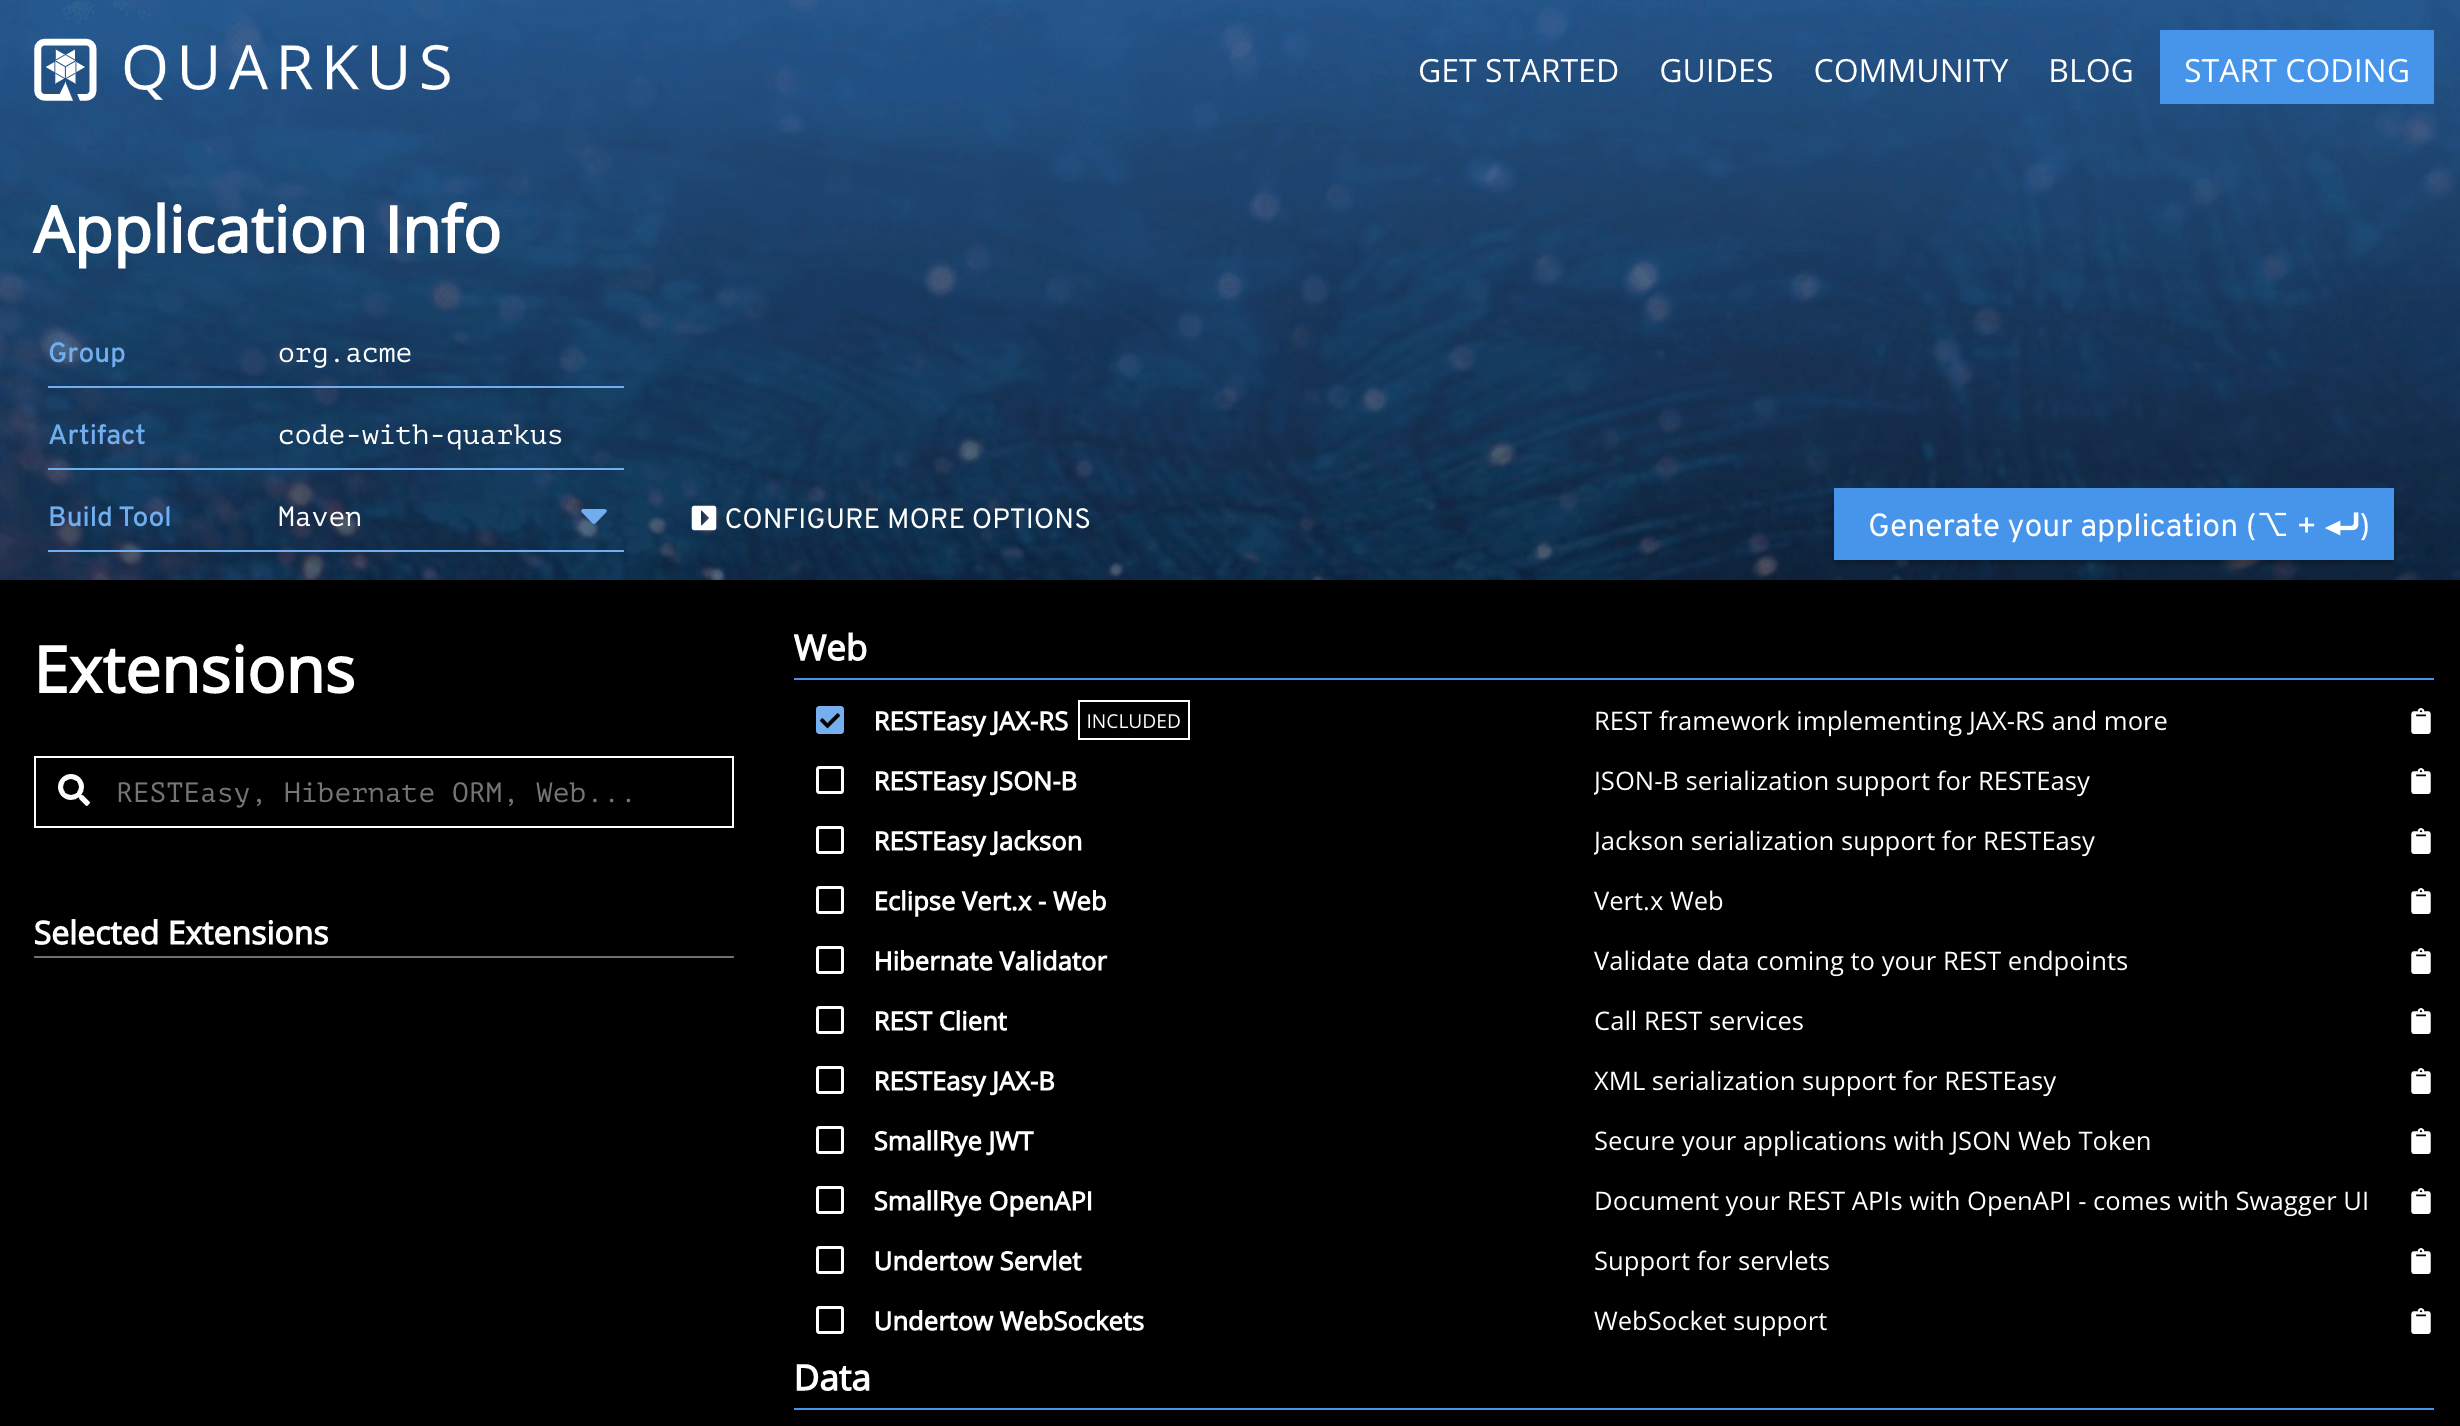 QUARKUS
GET STARTED GUIDES COMMUNITY BLOG START CODING
Application Info
Group org.acme
Artifact code-with-quarkus
Build Tool Maven
CONFIGURE MORE OPTIONS
Generate your application (⌥ + ↵)
Extensions
RESTEasy, Hibernate ORM, Web...
Selected Extensions
Web
RESTEasy JAX-RS INCLUDED REST framework implementing JAX-RS and more
RESTEasy JSON-B JSON-B serialization support for RESTEasy
RESTEasy Jackson Jackson serialization support for RESTEasy
Eclipse Vert.x - Web Vert.x Web
Hibernate Validator Validate data coming to your REST endpoints
REST Client Call REST services
RESTEasy JAX-B XML serialization support for RESTEasy
SmallRye JWT Secure your applications with JSON Web Token
SmallRye OpenAPI Document your REST APIs with OpenAPI - comes with Swagger UI
Undertow Servlet Support for servlets
Undertow WebSockets WebSocket support
Data